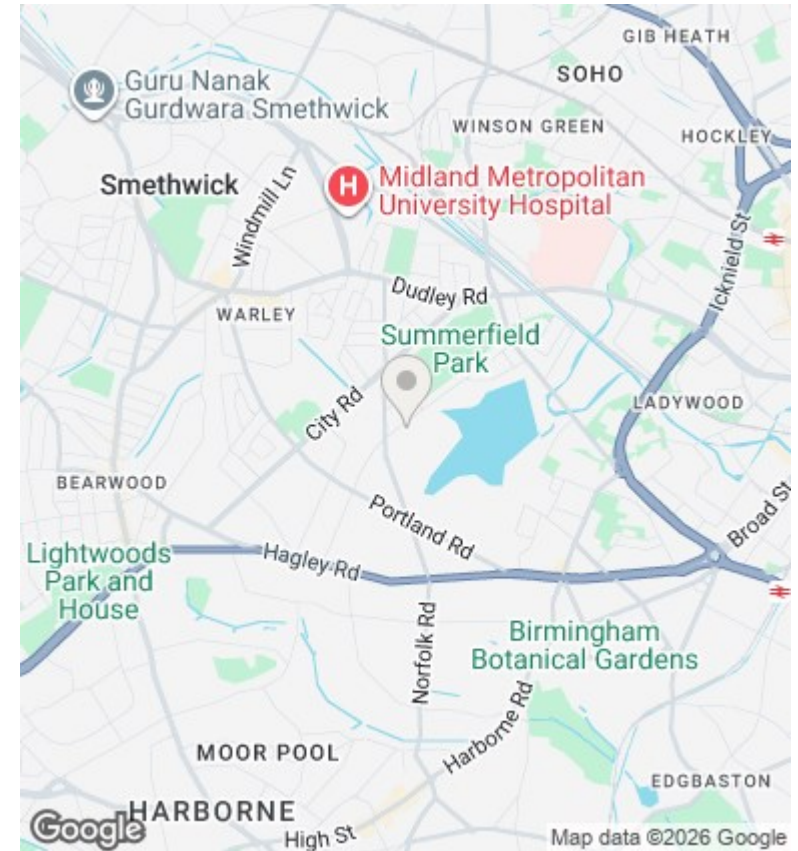 GIB HEATH
SOHO
Guru Nanak
Gurdwara Smethwick
WINSON GREEN
HOCKLEY
Smethwick
Windmill Ln
H
Midland Metropolitan
University Hospital
Icknield St
Dudley Rd
WARLEY
Summerfield
Park
City Rd
LADYWOOD
BEARWOOD
Portland Rd
Broad St
Lightwoods
Park and
House
Hagley Rd
Norfolk Rd
Birmingham
Botanical Gardens
Harborne Rd
MOOR POOL
EDGBASTON
HARBORNE
High St
Google
Map data ©2026 Google